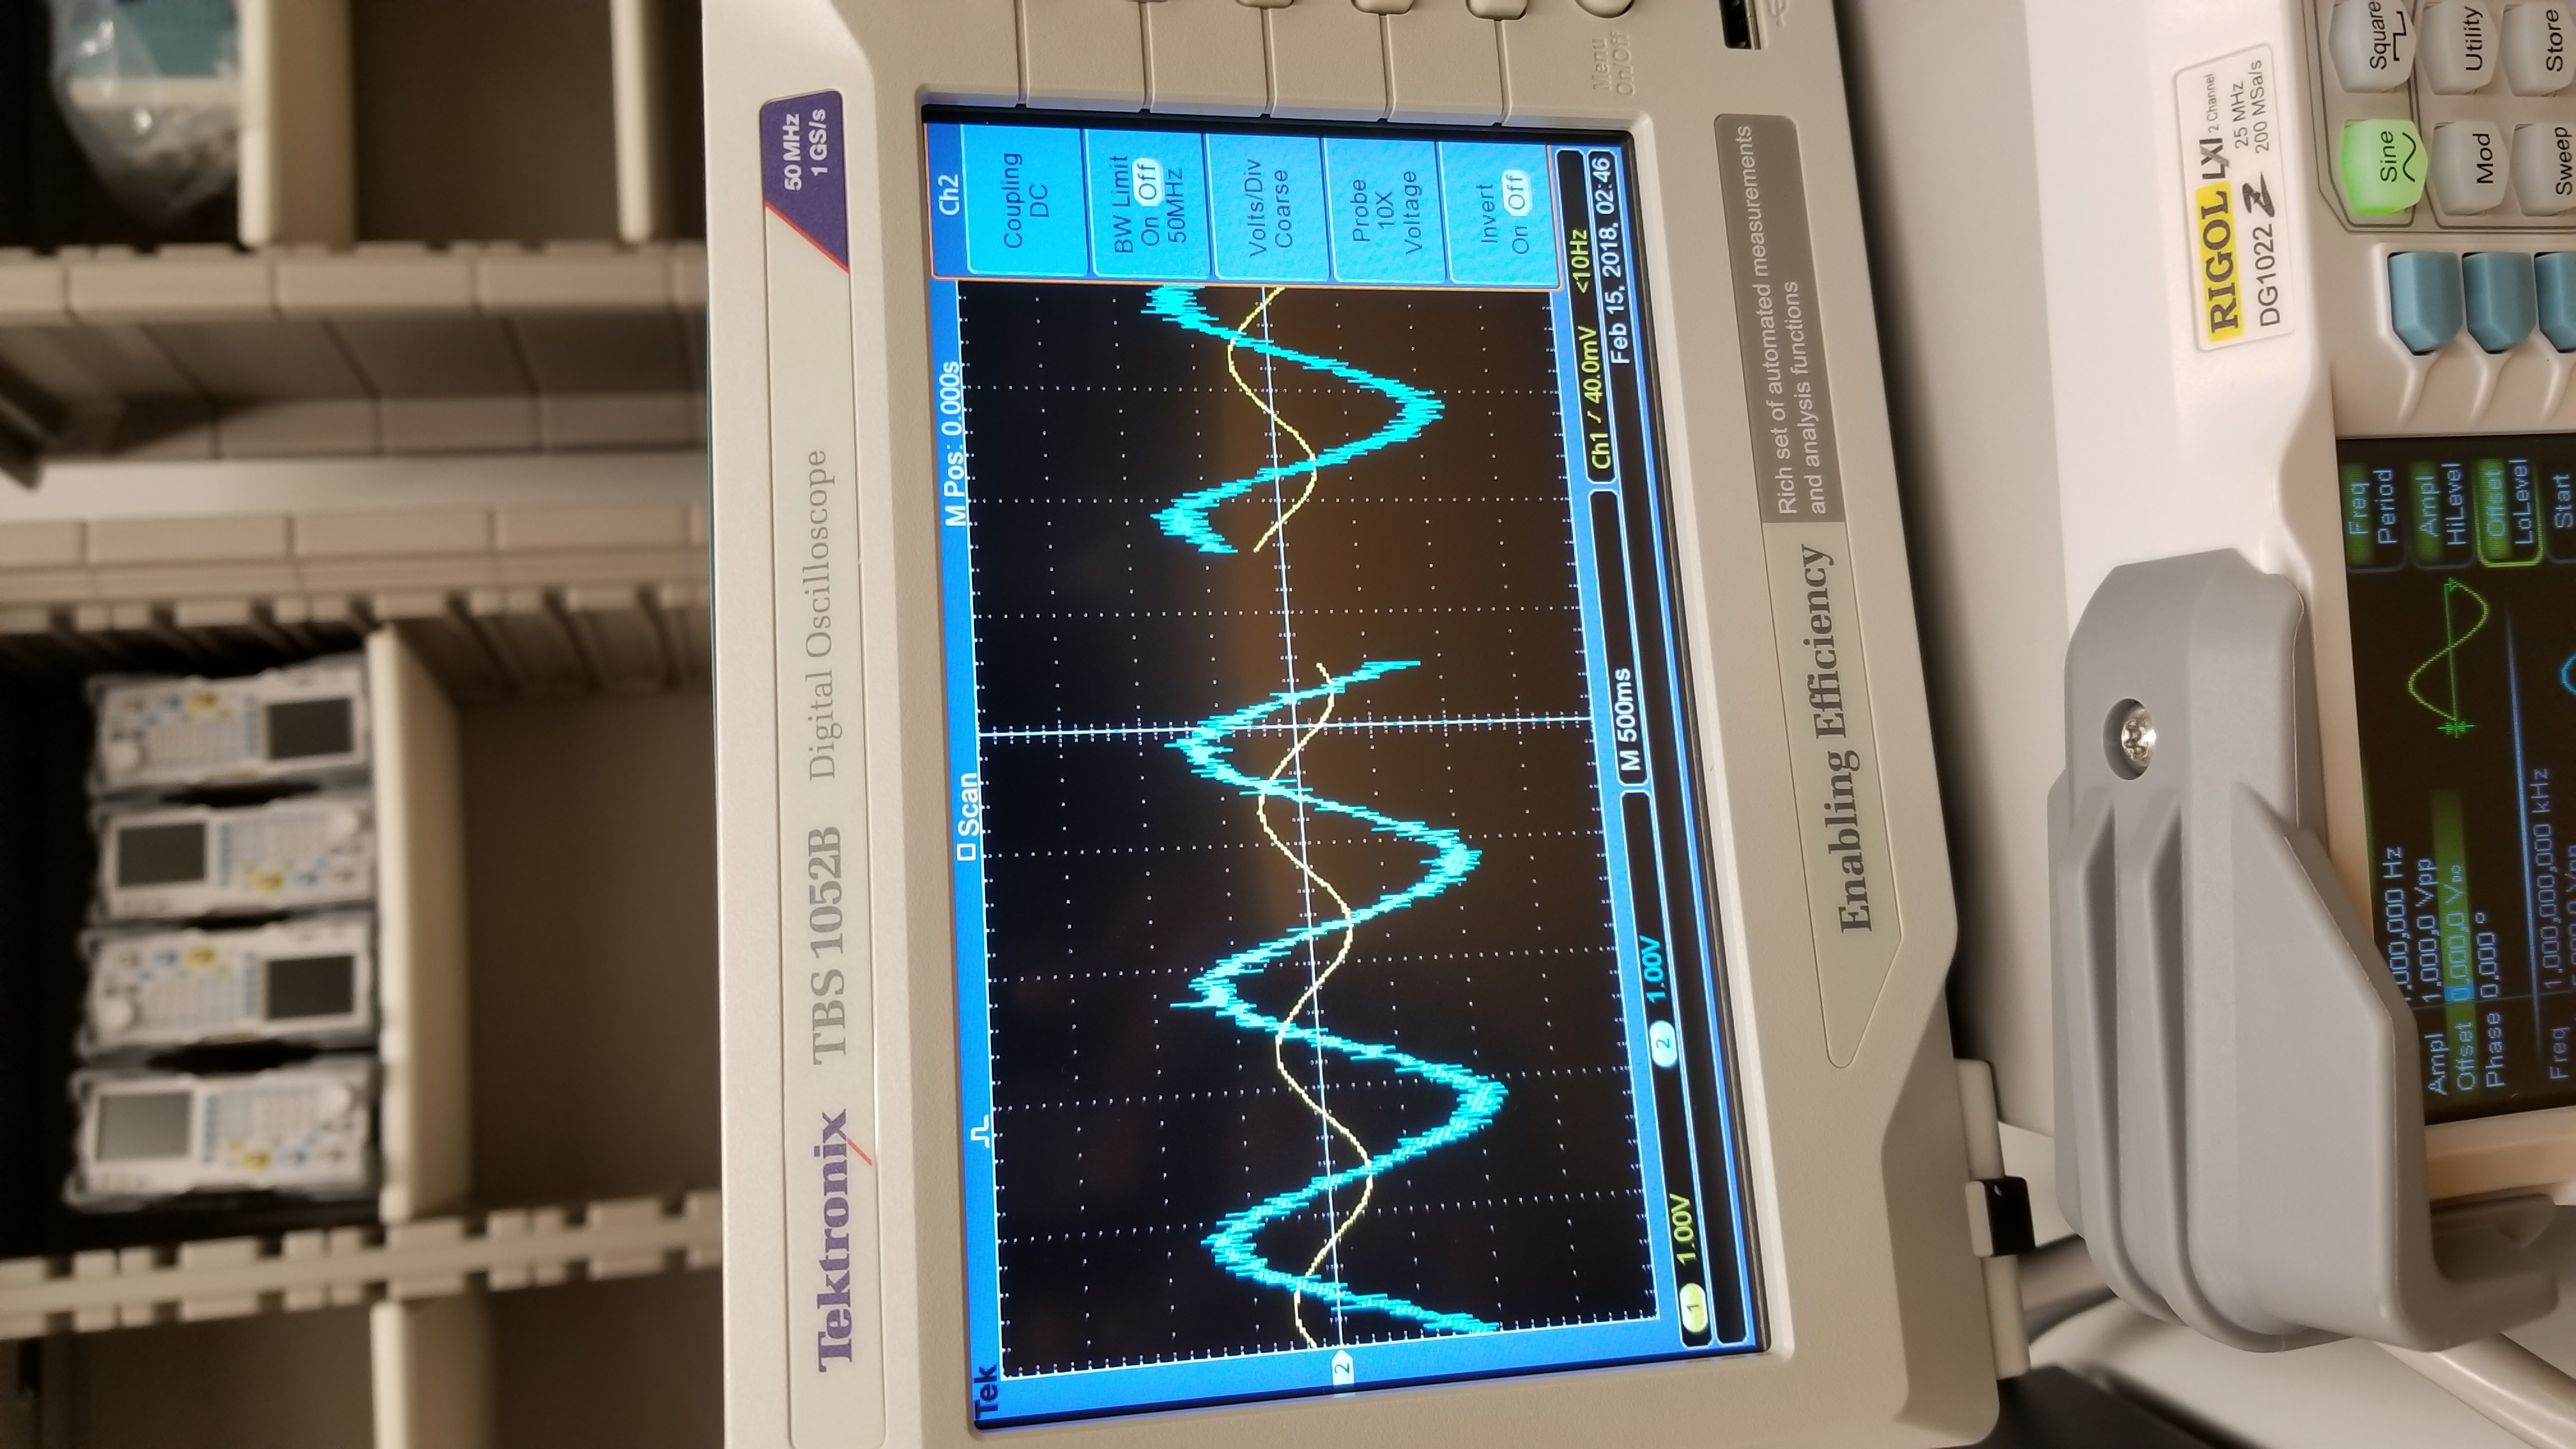 Tektronix TBS 1052B Digital Oscilloscope
50 MHz
1 GS/s
Tek
Scan
M Pos: 0.000s
Ch2
Coupling
DC
BW Limit
On Off
50MHz
Volts/Div
Coarse
Probe
10X
Voltage
Invert
On Off
2
1 1.00V
2 1.00V
M 500ms
Ch1 40.0mV <10Hz
Feb 15, 2018, 02:46
Menu
On/Off
Enabling Efficiency
Rich set of automated measurements
and analysis functions
RIGOL LXI 2 Channel
DG1022 Z
25 MHz
200 MSa/s
,000,000 Hz
Ampl 1.000,0 Vpp
Offset 0.000,0 VDC
Phase 0.000 °
Freq 1.000,000,000 kHz
Freq
Period
Ampl
HiLevel
Offset
LoLevel
Start
Sine
Square
Mod
Utility
Sweep
Store